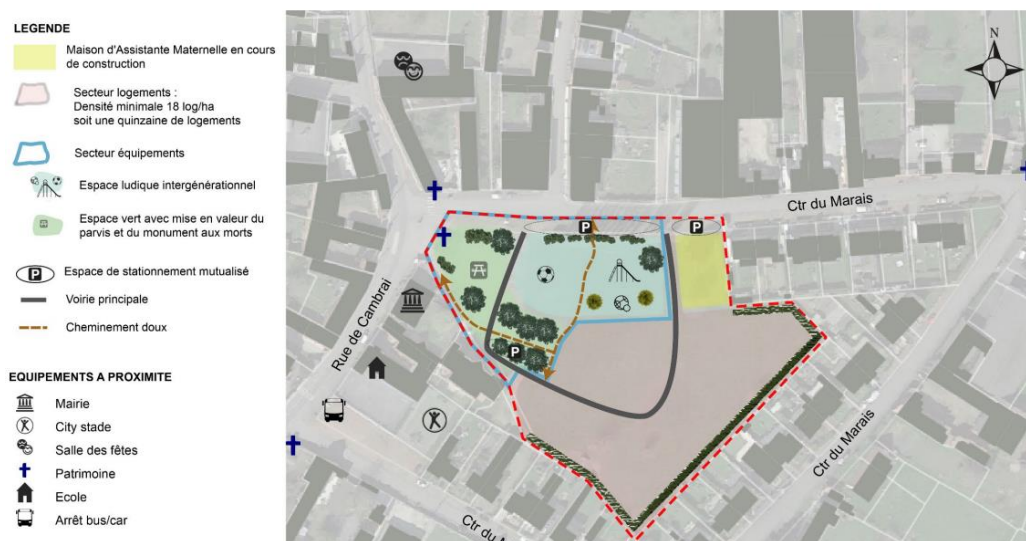 LEGENDE
Maison d'Assistante Maternelle en cours
de construction
Secteur logements :
Densité minimale 18 log/ha
soit une quinzaine de logements
Secteur équipements
Espace ludique intergénérationnel
Espace vert avec mise en valeur du
parvis et du monument aux morts
P
Espace de stationnement mutualisé
Voirie principale
Cheminement doux
EQUIPEMENTS A PROXIMITE
Mairie
City stade
Salle des fêtes
Patrimoine
Ecole
Arrêt bus/car
N
Ctr du Marais
P
P
Rue de Cambrai
P
Ctr du Marais
Ctr du